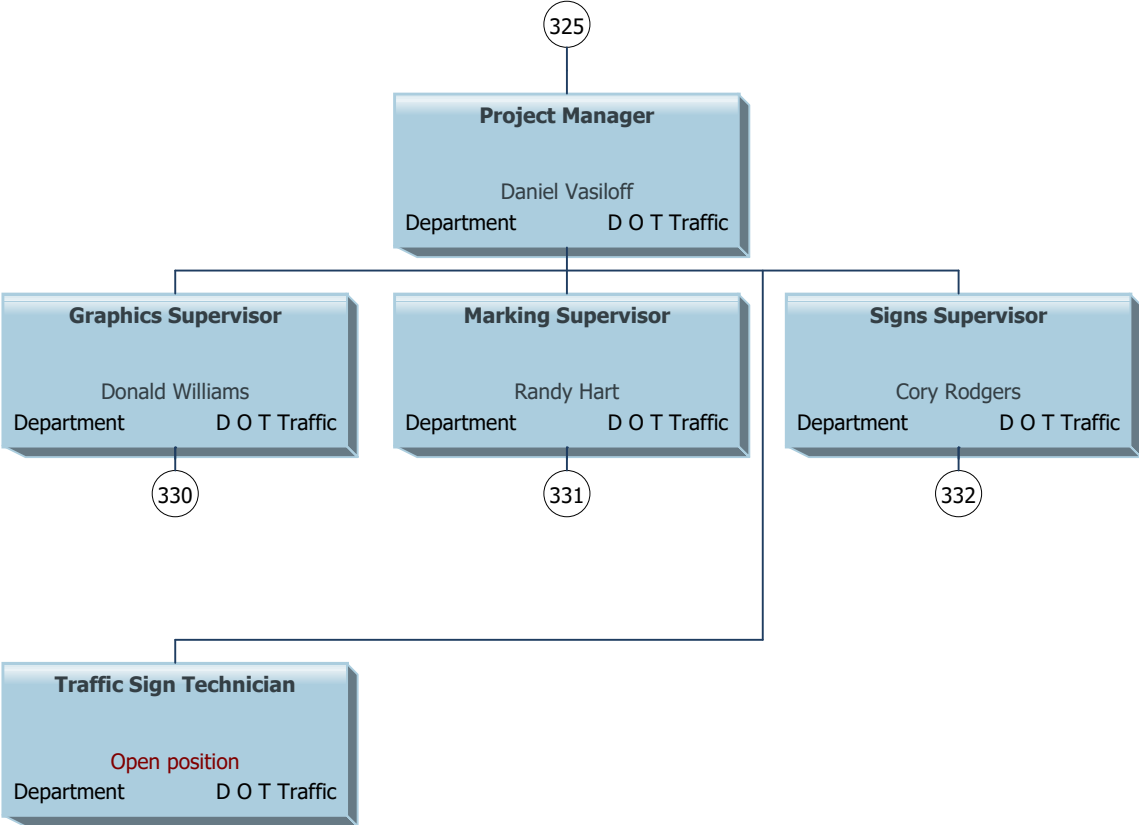 325
Project Manager
Daniel Vasiloff
Department D O T Traffic
Graphics Supervisor
Donald Williams
Department D O T Traffic
330
Marking Supervisor
Randy Hart
Department D O T Traffic
331
Signs Supervisor
Cory Rodgers
Department D O T Traffic
332
Traffic Sign Technician
Open position
Department D O T Traffic